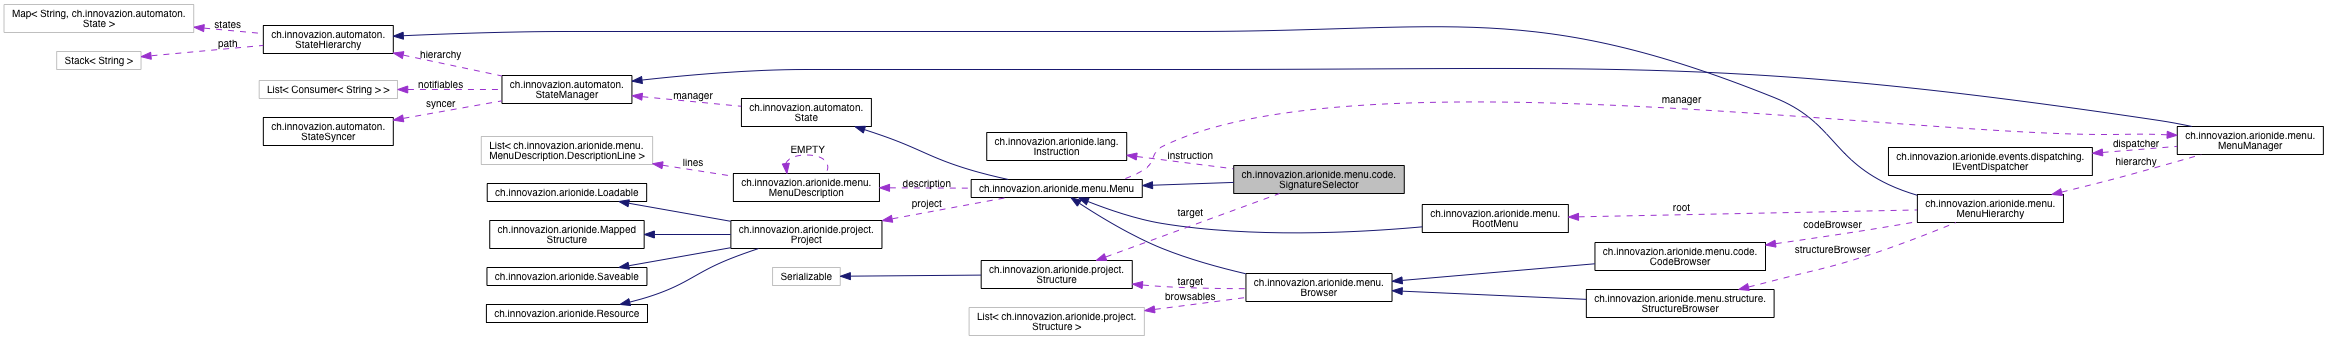 Map< String, ch.innovazion.automaton.
State >
states
ch.innovazion.automaton.
StateHierarchy
path
Stack< String >
hierarchy
List< Consumer< String > >
notifiables
ch.innovazion.automaton.
StateManager
syncer
ch.innovazion.automaton.
StateSyncer
manager
ch.innovazion.automaton.
State
manager
ch.innovazion.arionide.menu.
MenuManager
List< ch.innovazion.arionide.menu.
MenuDescription.DescriptionLine >
lines
EMPTY
ch.innovazion.arionide.menu.
MenuDescription
description
ch.innovazion.arionide.lang.
Instruction
instruction
ch.innovazion.arionide.menu.code.
SignatureSelector
ch.innovazion.arionide.menu.Menu
dispatcher
ch.innovazion.arionide.events.dispatching.
IEventDispatcher
hierarchy
ch.innovazion.arionide.menu.
MenuHierarchy
ch.innovazion.arionide.Loadable
project
target
ch.innovazion.arionide.menu.
RootMenu
root
ch.innovazion.arionide.Mapped
Structure
ch.innovazion.arionide.project.
Project
codeBrowser
ch.innovazion.arionide.menu.code.
CodeBrowser
structureBrowser
ch.innovazion.arionide.Saveable
Serializable
ch.innovazion.arionide.project.
Structure
target
ch.innovazion.arionide.menu.
Browser
browsables
ch.innovazion.arionide.menu.structure.
StructureBrowser
ch.innovazion.arionide.Resource
List< ch.innovazion.arionide.project.
Structure >